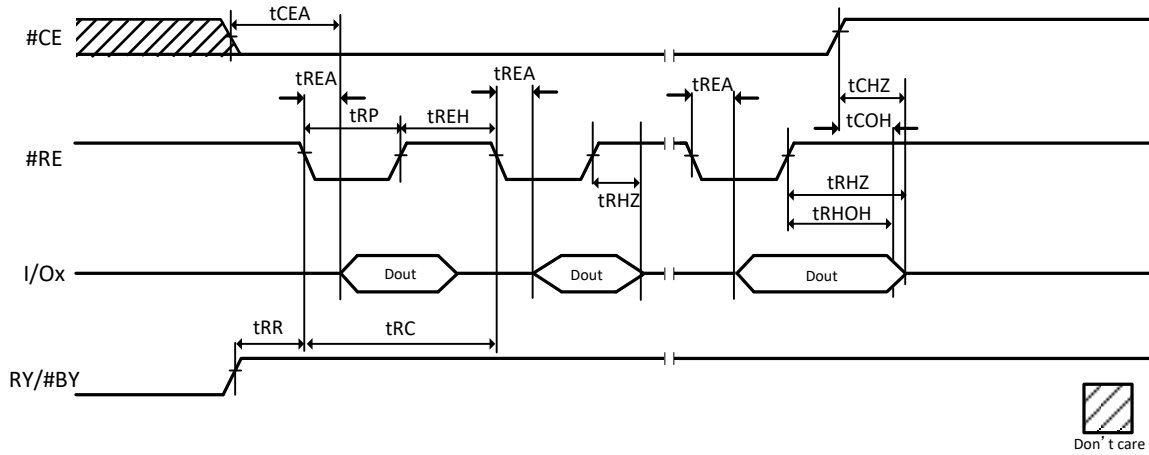 tCEA
#CE
tREA
tREA
tREA
tCHZ
tRP
tREH
tCOH
#RE
tRHZ
tRHZ
tRHOH
I/Ox
Dout
Dout
Dout
tRR
tRC
RY/#BY
Don't care